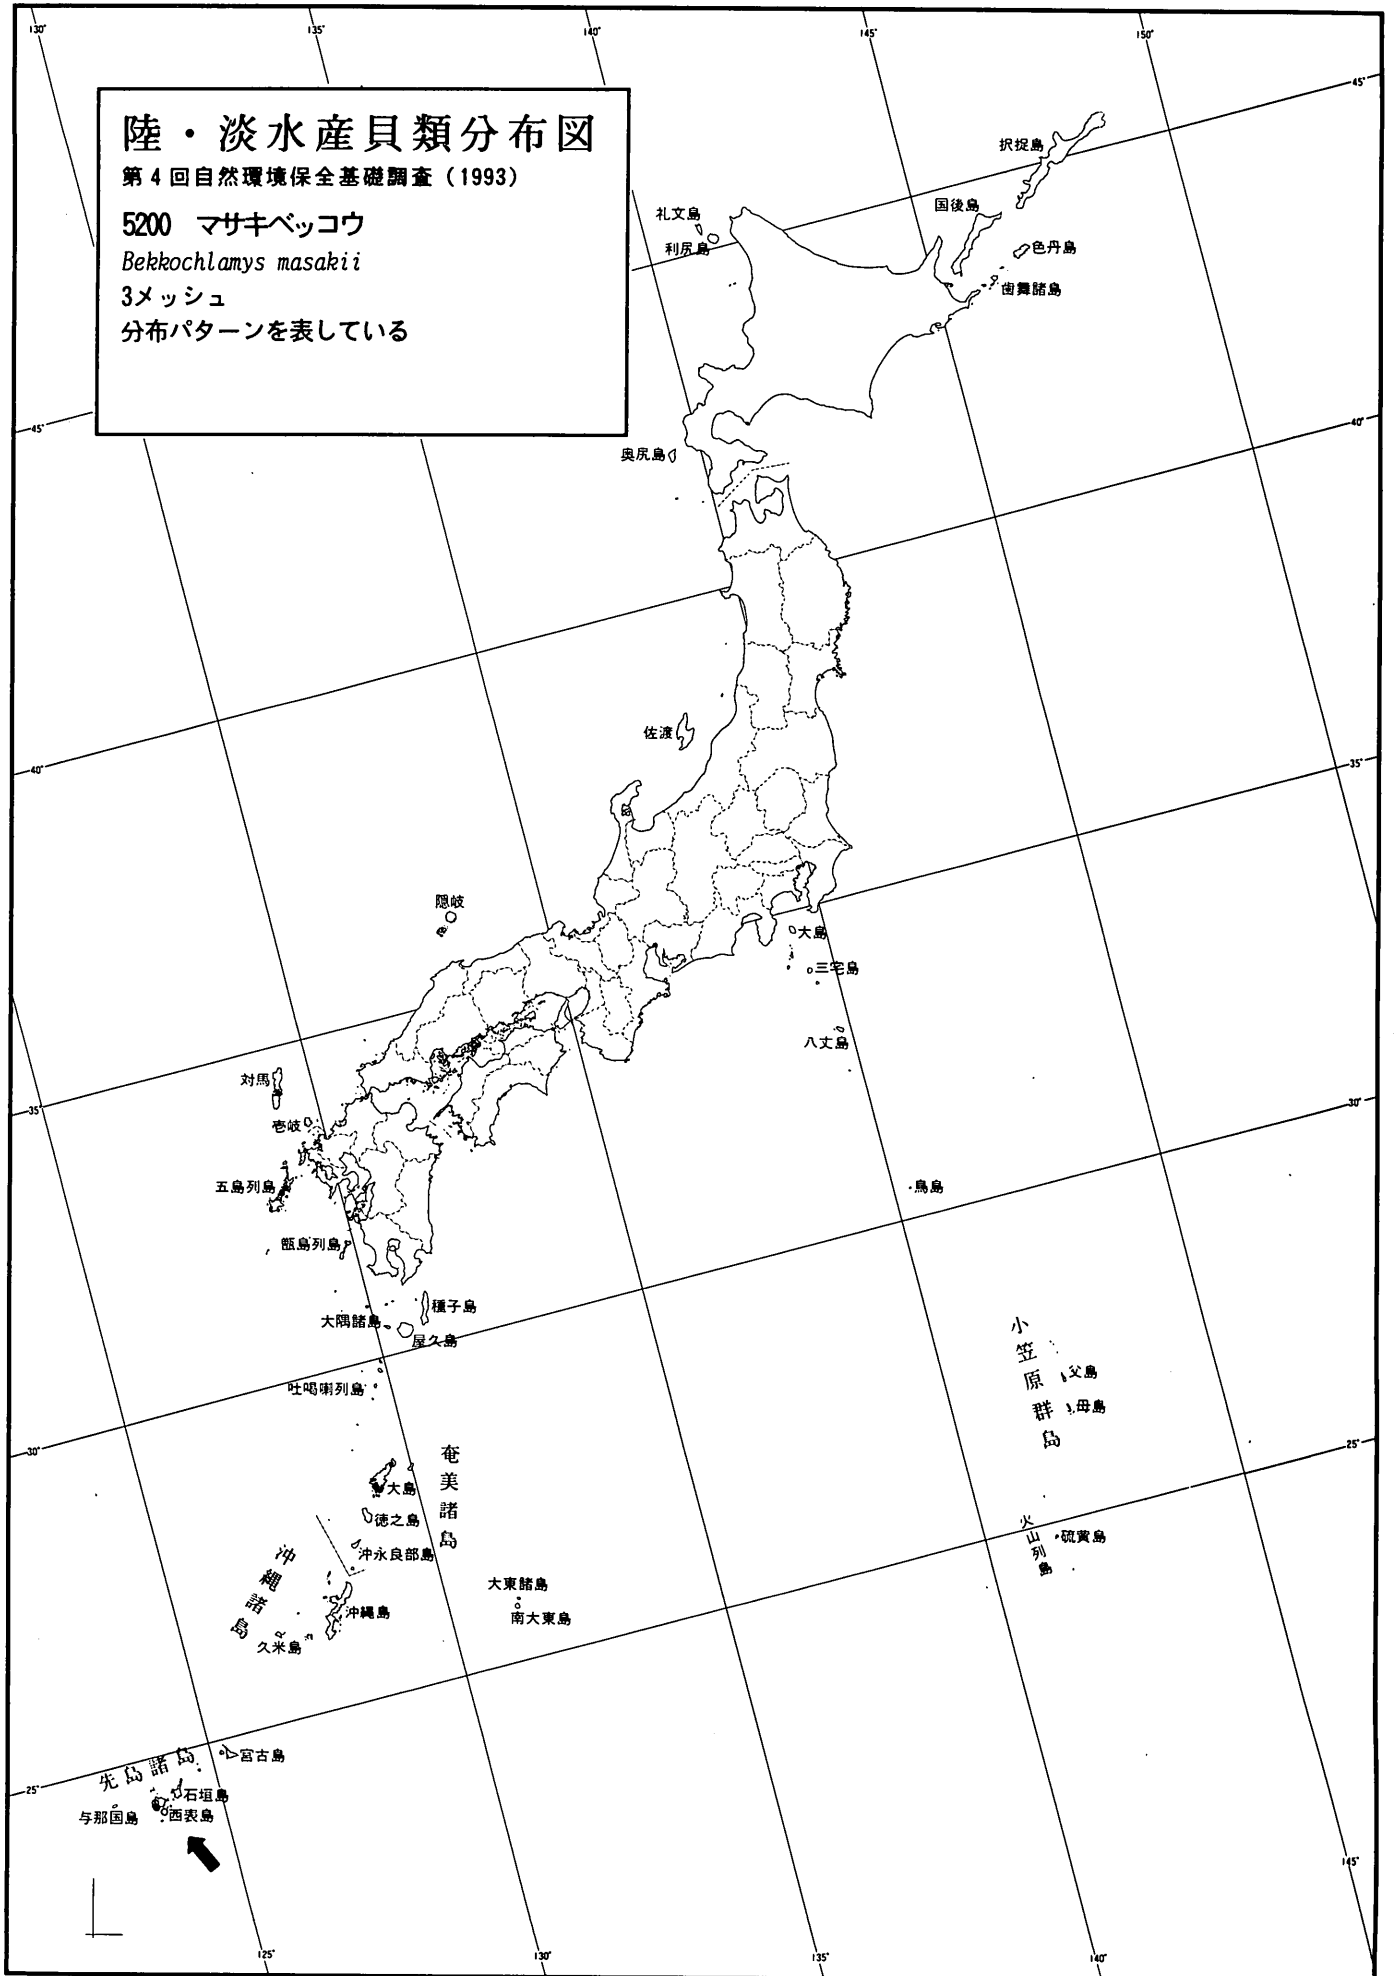 130°
135°
140°
145°
150°
陸・淡水産貝類分布図
第4回自然環境保全基礎調査（1993）
5200 マサキベッコウ
Bekkochlamys masakii
3メッシュ
分布パターンを表している
45°
択捉島
国後島
色丹島
歯舞諸島
礼文島
利尻島
45°
40°
奥尻島
佐渡
40°
35°
隠岐
大島
三宅島
八丈島
対馬
壱岐
35°
30°
五島列島
甑島列島
鳥島
種子島
大隅諸島
屋久島
吐噶喇列島
小笠原群島
父島
母島
30°
25°
奄美諸島
大島
徳之島
沖永良部島
火山列島
硫黄島
沖縄諸島
沖縄島
久米島
大東諸島
南大東島
先島諸島
宮古島
25°
石垣島
西表島
与那国島
145°
125°
130°
135°
140°